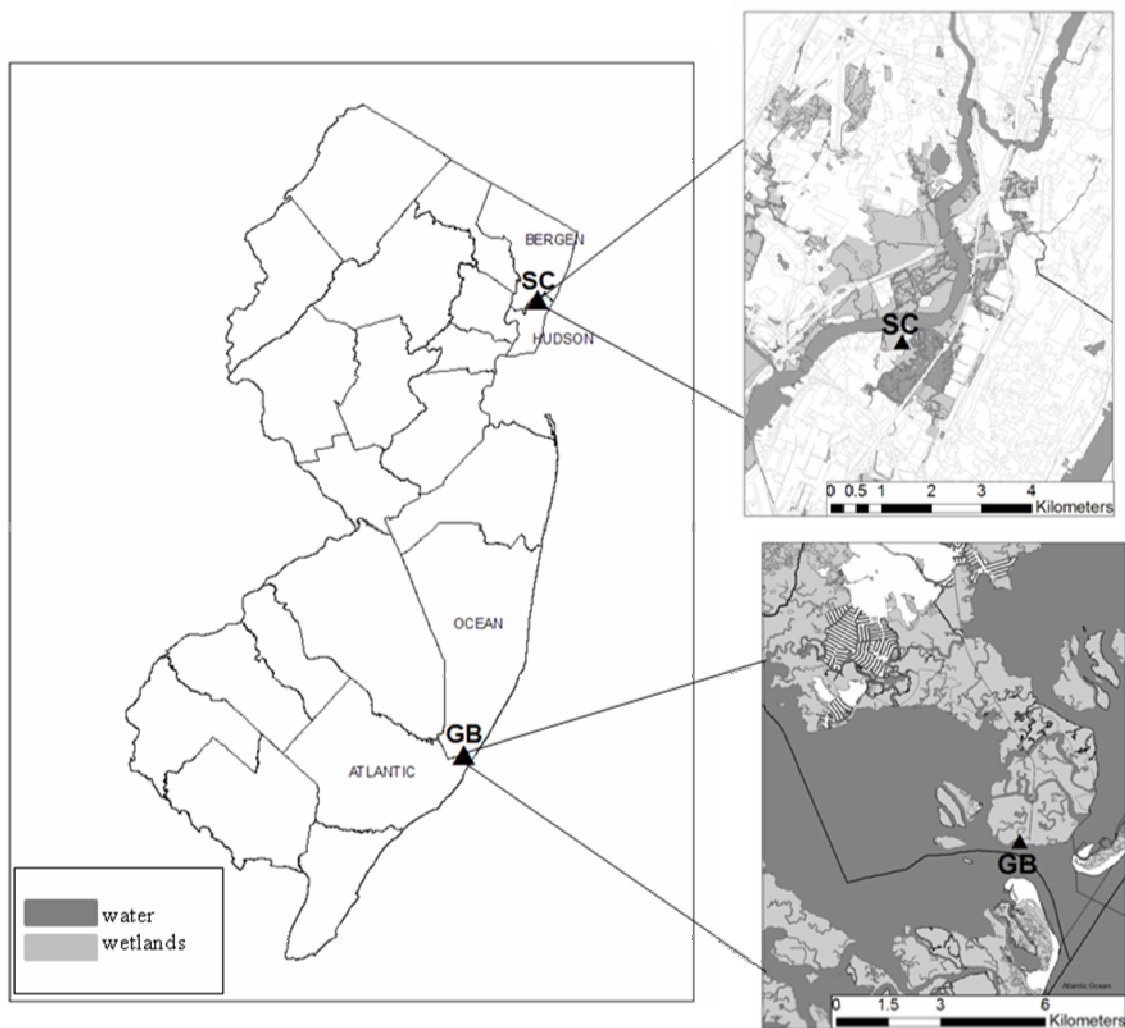 BERGEN
SC
HUDSON
OCEAN
GB
ATLANTIC
water
wetlands
SC
0 0.5 1 2 3 4
Kilometers
GB
Atlantic Ocean
0 1.5 3 6
Kilometers